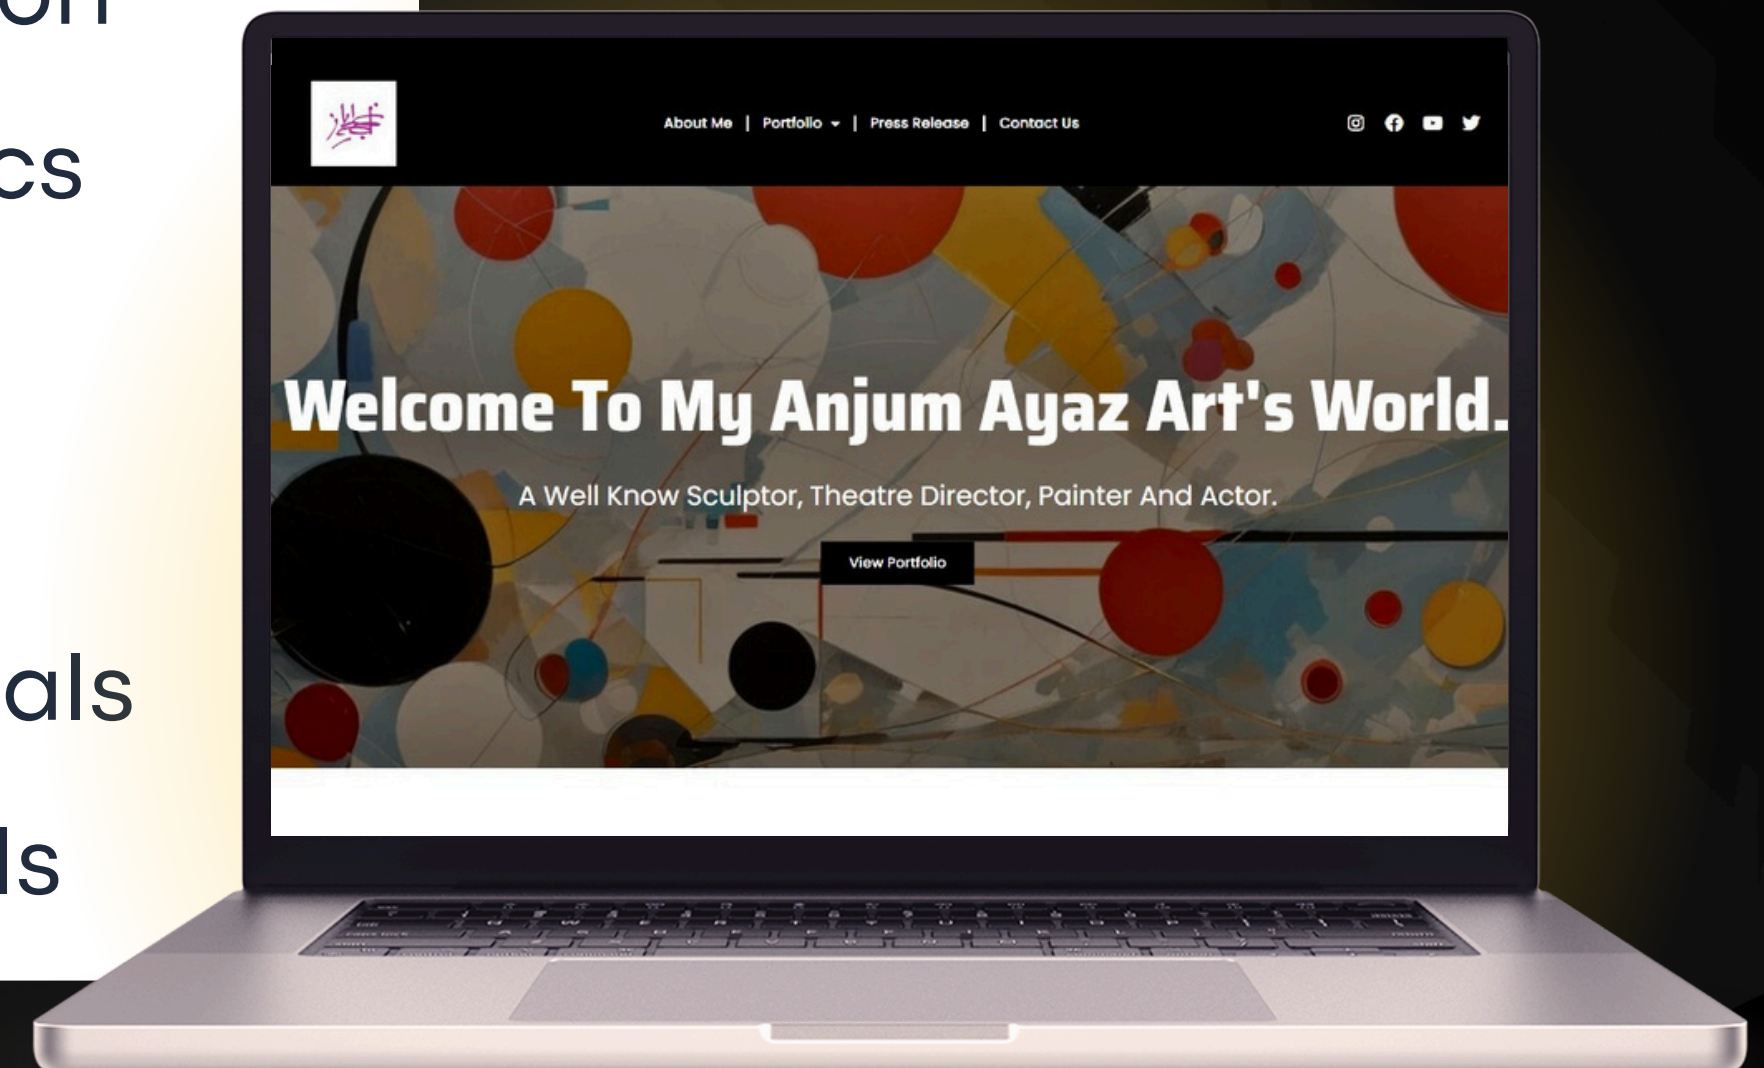 on
cs
als
ls
About Me | Portfolio | Press Release | Contact Us
Welcome To My Anjum Ayaz Art's World.
A Well Know Sculptor, Theatre Director, Painter And Actor.
View Portfolio